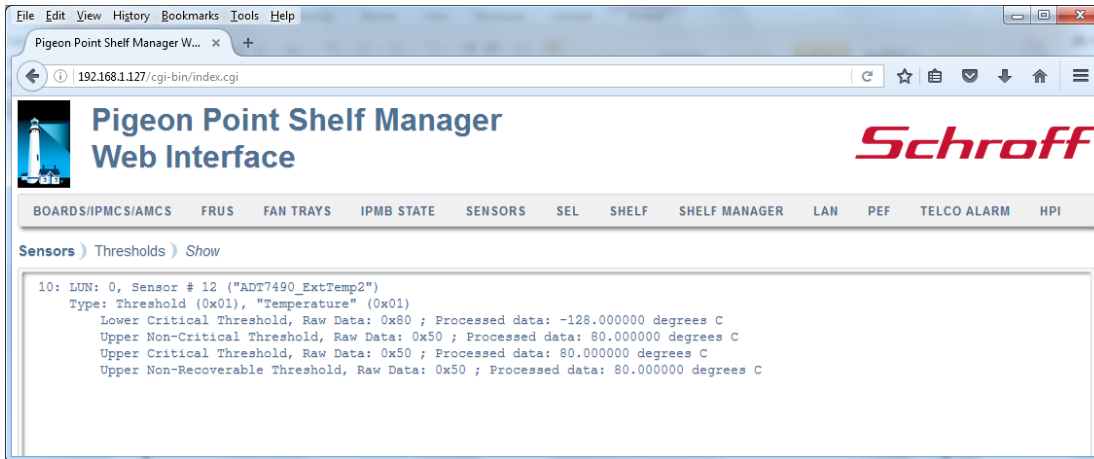 File Edit View History Bookmarks Tools Help
Pigeon Point Shelf Manager W... × +
192.168.1.127/cgi-bin/index.cgi
Pigeon Point Shelf Manager
Web Interface
Schroff
BOARDS/IPMCS/AMCS FRUS FAN TRAYS IPMB STATE SENSORS SEL SHELF SHELF MANAGER LAN PEF TELCO ALARM HPI
Sensors ) Thresholds ) Show
10: LUN: 0, Sensor # 12 ("ADT7490_ExtTemp2")
Type: Threshold (0x01), "Temperature" (0x01)
Lower Critical Threshold, Raw Data: 0x80 ; Processed data: -128.000000 degrees C
Upper Non-Critical Threshold, Raw Data: 0x50 ; Processed data: 80.000000 degrees C
Upper Critical Threshold, Raw Data: 0x50 ; Processed data: 80.000000 degrees C
Upper Non-Recoverable Threshold, Raw Data: 0x50 ; Processed data: 80.000000 degrees C